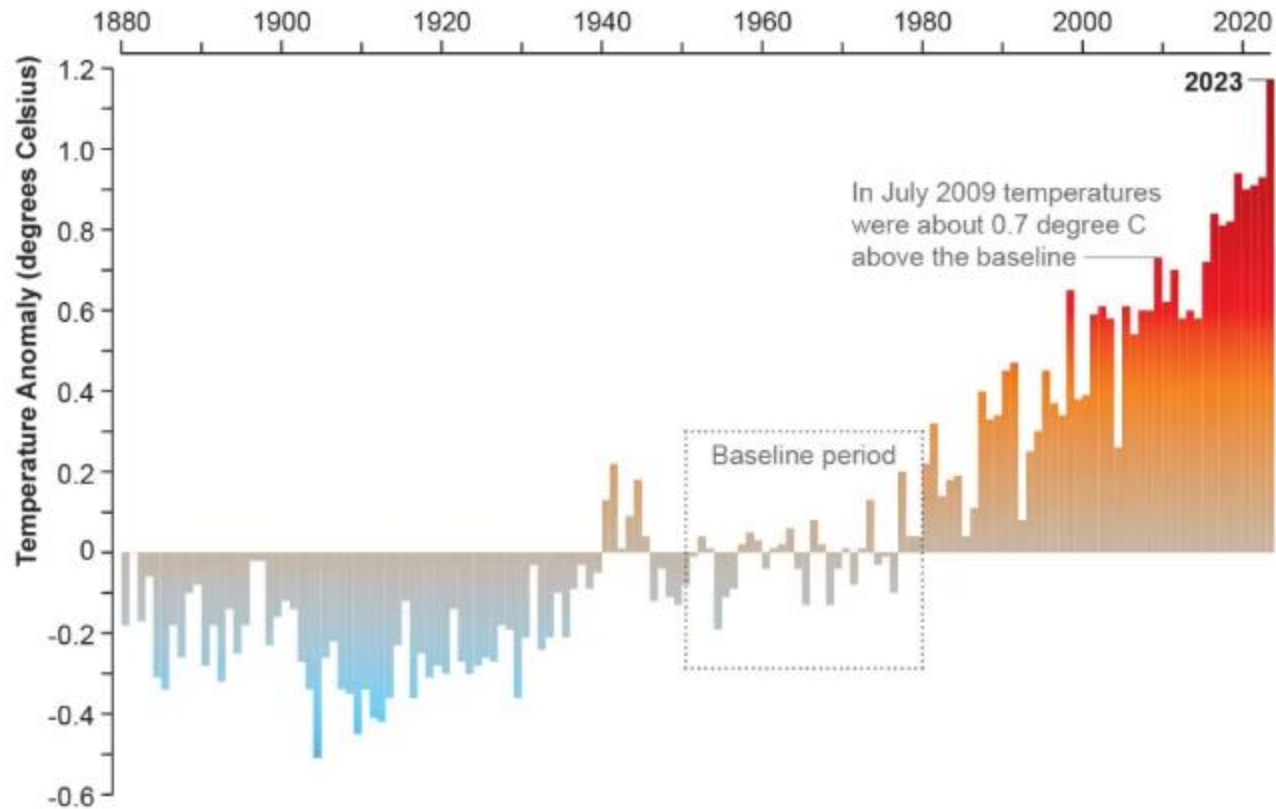 1880 1900 1920 1940 1960 1980 2000 2020
Temperature Anomaly (degrees Celsius)
1.2
1.0
0.8
0.6
0.4
0.2
0
-0.2
-0.4
-0.6
2023
In July 2009 temperatures
were about 0.7 degree C
above the baseline
Baseline period